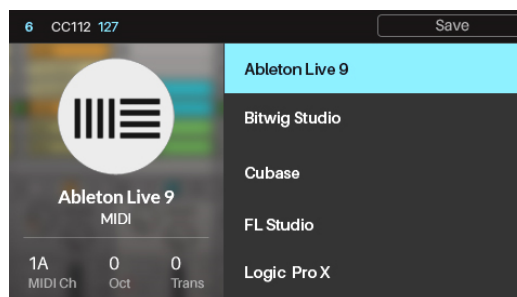 6 CC112 127 Save
Ableton Live 9
MIDI
1A 0 0
MIDI Ch Oct Trans
Ableton Live 9
Bitwig Studio
Cubase
FL Studio
Logic Pro X